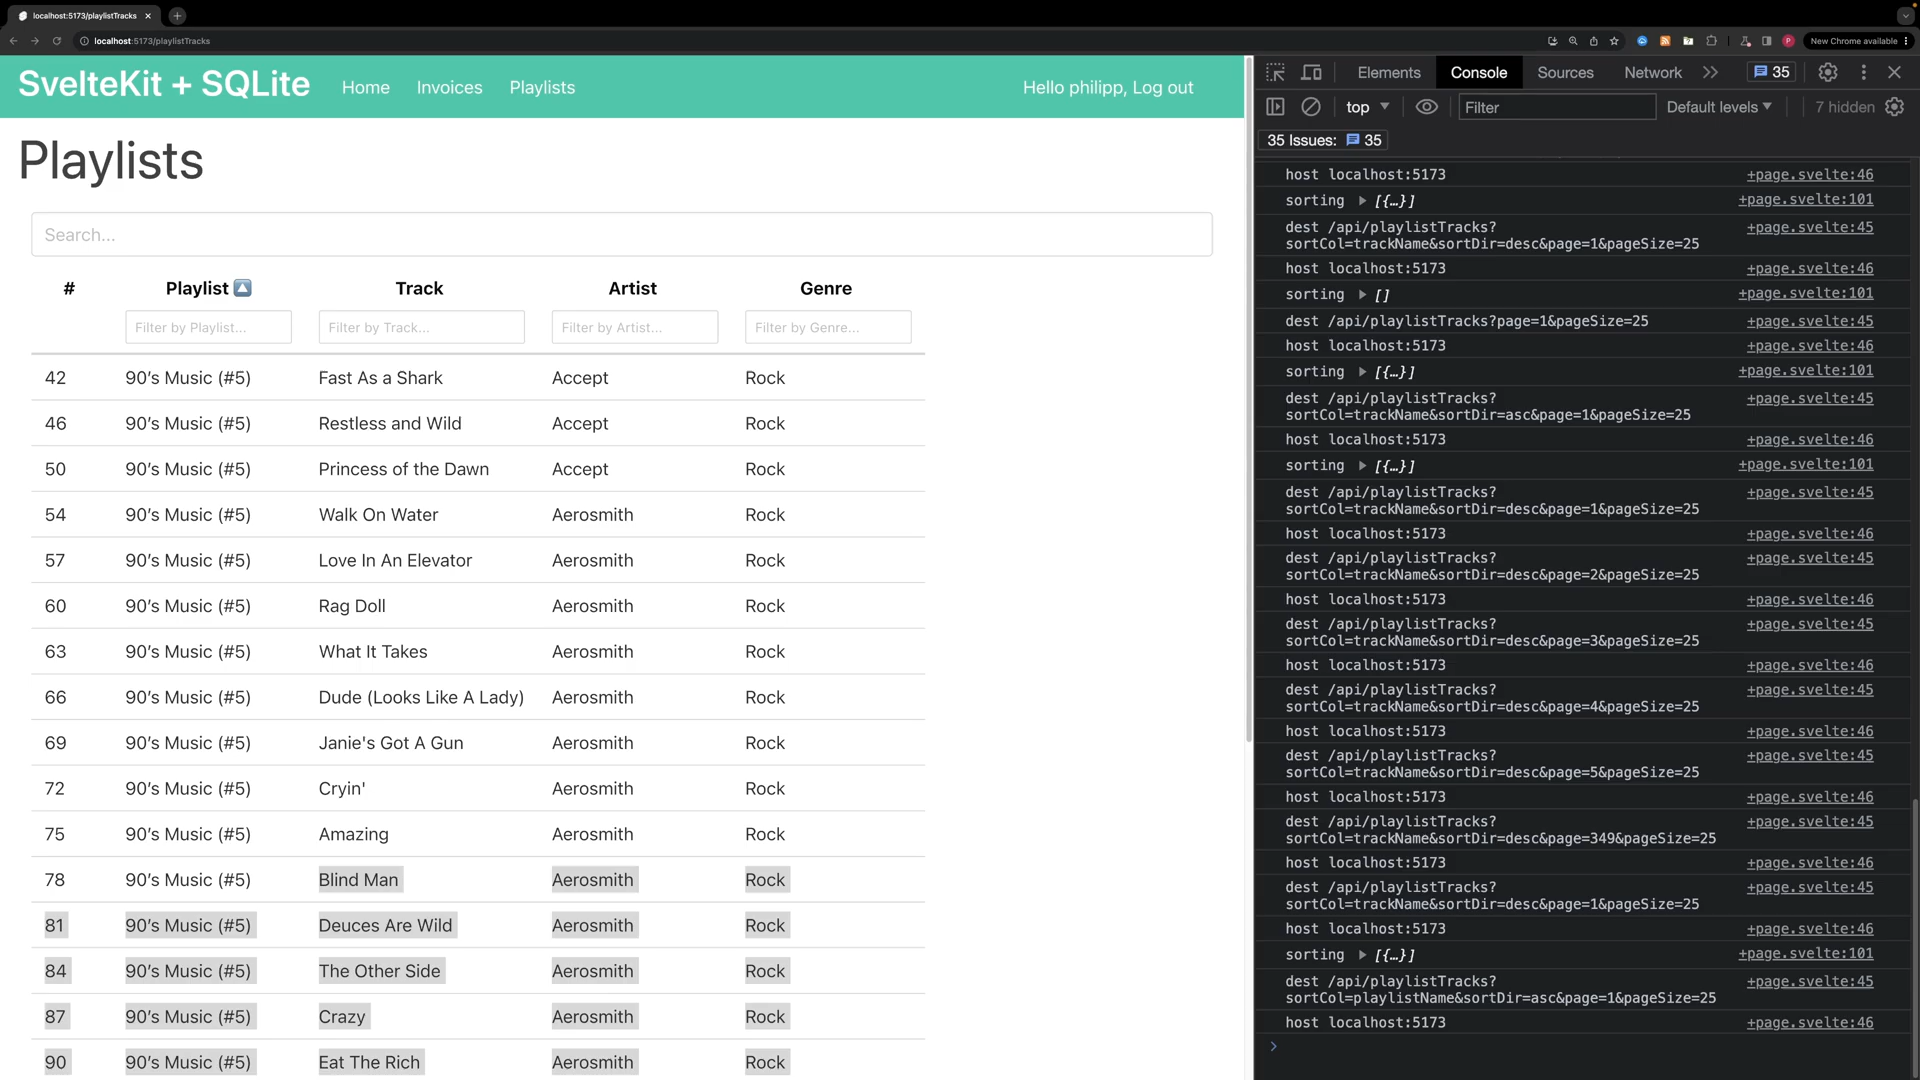 localhost:5173/playlistTracks
localhost:5173/playlistTracks
New Chrome available
SvelteKit + SQLite
Home
Invoices
Playlists
Hello philipp, Log out
Playlists
Search...
# Playlist Track Artist Genre
Filter by Playlist... Filter by Track... Filter by Artist... Filter by Genre...
42 90’s Music (#5) Fast As a Shark Accept Rock
46 90’s Music (#5) Restless and Wild Accept Rock
50 90’s Music (#5) Princess of the Dawn Accept Rock
54 90’s Music (#5) Walk On Water Aerosmith Rock
57 90’s Music (#5) Love In An Elevator Aerosmith Rock
60 90’s Music (#5) Rag Doll Aerosmith Rock
63 90’s Music (#5) What It Takes Aerosmith Rock
66 90’s Music (#5) Dude (Looks Like A Lady) Aerosmith Rock
69 90’s Music (#5) Janie's Got A Gun Aerosmith Rock
72 90’s Music (#5) Cryin' Aerosmith Rock
75 90’s Music (#5) Amazing Aerosmith Rock
78 90’s Music (#5) Blind Man Aerosmith Rock
81 90’s Music (#5) Deuces Are Wild Aerosmith Rock
84 90’s Music (#5) The Other Side Aerosmith Rock
87 90’s Music (#5) Crazy Aerosmith Rock
90 90’s Music (#5) Eat The Rich Aerosmith Rock
Elements Console Sources Network 35
top Filter Default levels 7 hidden
35 Issues: 35
host localhost:5173 +page.svelte:46
sorting [{…}] +page.svelte:101
dest /api/playlistTracks? +page.svelte:45
sortCol=trackName&sortDir=desc&page=1&pageSize=25
host localhost:5173 +page.svelte:46
sorting [] +page.svelte:101
dest /api/playlistTracks?page=1&pageSize=25 +page.svelte:45
host localhost:5173 +page.svelte:46
sorting [{…}] +page.svelte:101
dest /api/playlistTracks? +page.svelte:45
sortCol=trackName&sortDir=asc&page=1&pageSize=25
host localhost:5173 +page.svelte:46
sorting [{…}] +page.svelte:101
dest /api/playlistTracks? +page.svelte:45
sortCol=trackName&sortDir=desc&page=1&pageSize=25
host localhost:5173 +page.svelte:46
dest /api/playlistTracks? +page.svelte:45
sortCol=trackName&sortDir=desc&page=2&pageSize=25
host localhost:5173 +page.svelte:46
dest /api/playlistTracks? +page.svelte:45
sortCol=trackName&sortDir=desc&page=3&pageSize=25
host localhost:5173 +page.svelte:46
dest /api/playlistTracks? +page.svelte:45
sortCol=trackName&sortDir=desc&page=4&pageSize=25
host localhost:5173 +page.svelte:46
dest /api/playlistTracks? +page.svelte:45
sortCol=trackName&sortDir=desc&page=5&pageSize=25
host localhost:5173 +page.svelte:46
dest /api/playlistTracks? +page.svelte:45
sortCol=trackName&sortDir=desc&page=349&pageSize=25
host localhost:5173 +page.svelte:46
dest /api/playlistTracks? +page.svelte:45
sortCol=trackName&sortDir=desc&page=1&pageSize=25
host localhost:5173 +page.svelte:46
sorting [{…}] +page.svelte:101
dest /api/playlistTracks? +page.svelte:45
sortCol=playlistName&sortDir=asc&page=1&pageSize=25
host localhost:5173 +page.svelte:46